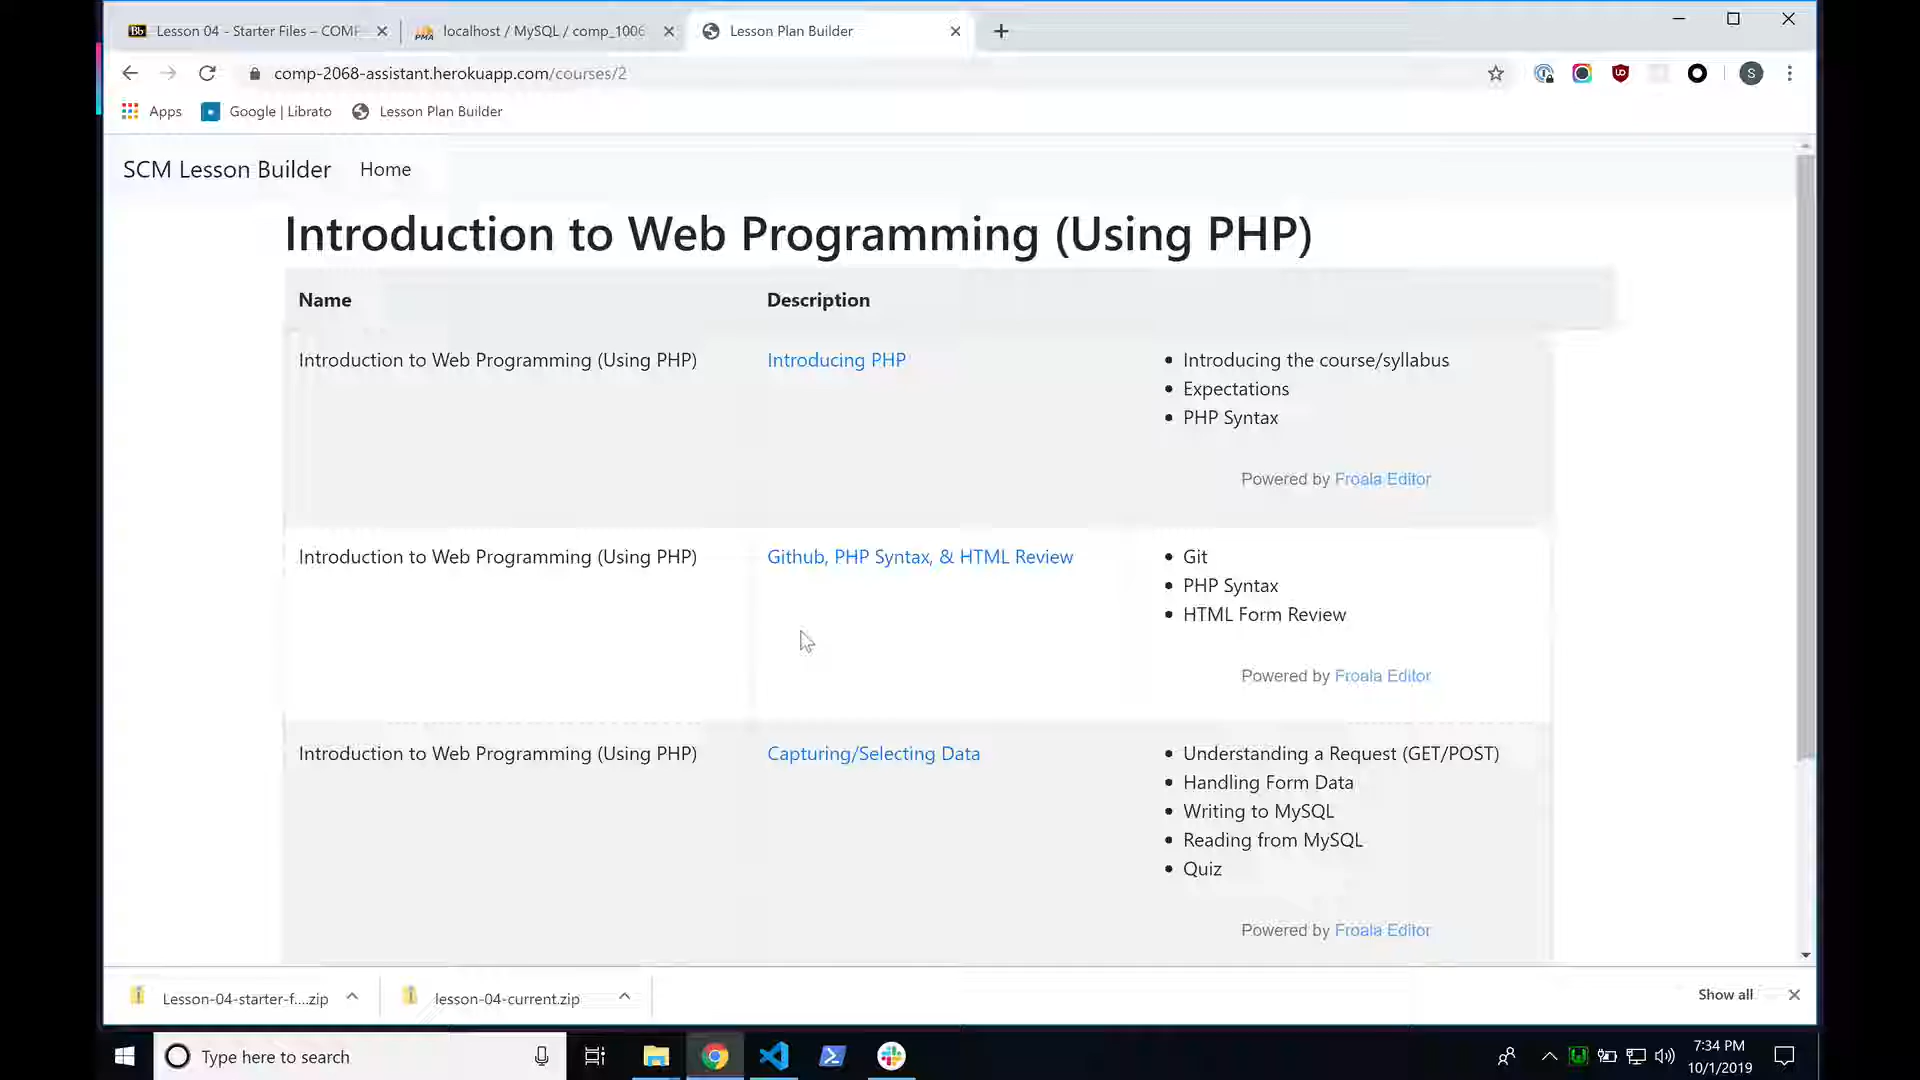 Lesson 04 - Starter Files – COMP
localhost / MySQL / comp_1006
Lesson Plan Builder
comp-2068-assistant.herokuapp.com/courses/2
S
Apps
Google | Librato
Lesson Plan Builder
SCM Lesson Builder
Home
Introduction to Web Programming (Using PHP)
Name
Description
Introduction to Web Programming (Using PHP)
Introducing PHP
Introducing the course/syllabus
Expectations
PHP Syntax
Powered by Froala Editor
Introduction to Web Programming (Using PHP)
Github, PHP Syntax, & HTML Review
Git
PHP Syntax
HTML Form Review
Powered by Froala Editor
Introduction to Web Programming (Using PHP)
Capturing/Selecting Data
Understanding a Request (GET/POST)
Handling Form Data
Writing to MySQL
Reading from MySQL
Quiz
Powered by Froala Editor
Lesson-04-starter-f....zip
lesson-04-current.zip
Show all
Type here to search
7:34 PM
10/1/2019